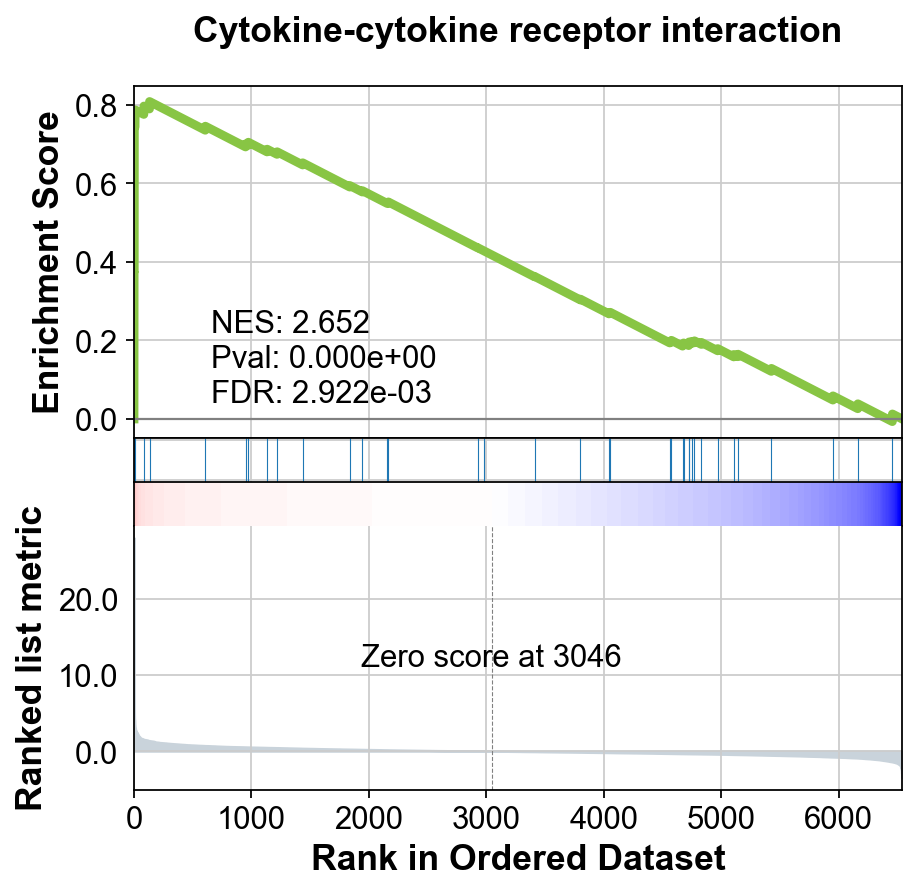 Cytokine-cytokine receptor interaction
Enrichment Score
0.8
0.6
0.4
0.2
0.0
NES: 2.652
Pval: 0.000e+00
FDR: 2.922e-03
Ranked list metric
20.0
10.0
0.0
Zero score at 3046
0 1000 2000 3000 4000 5000 6000
Rank in Ordered Dataset